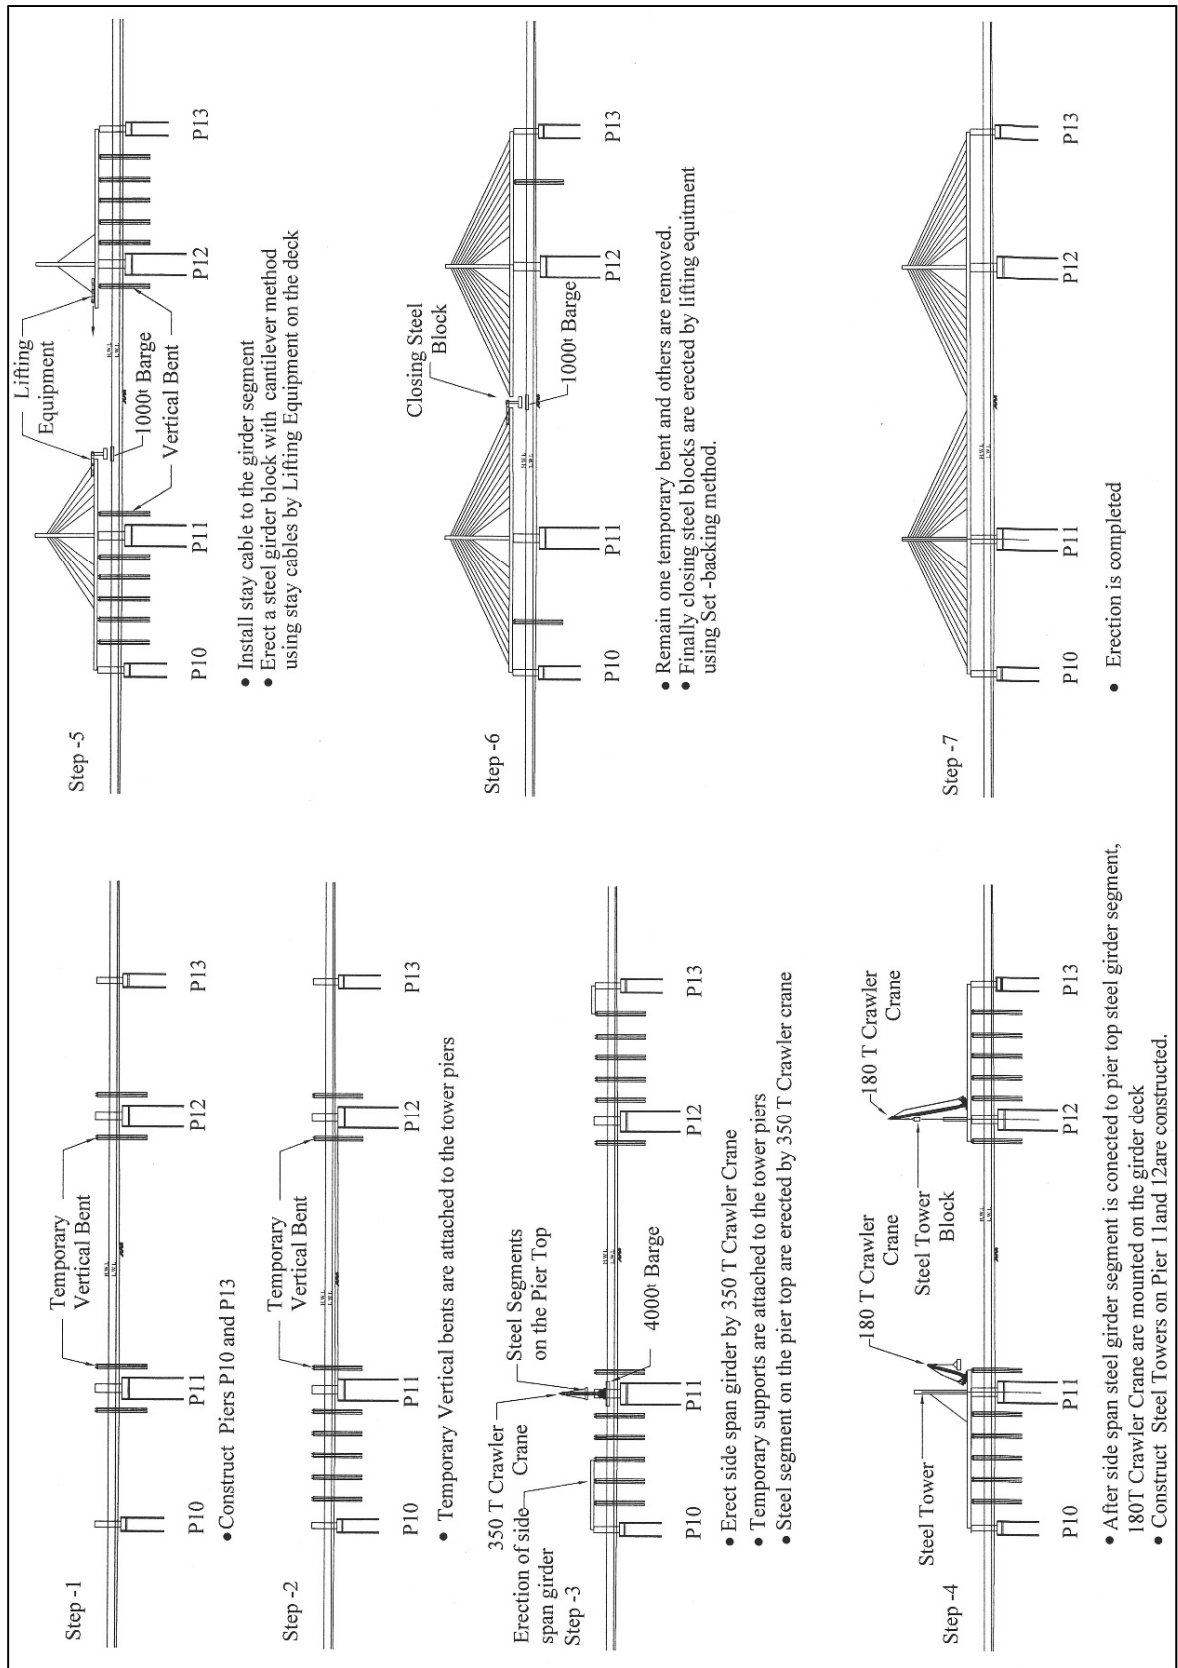 Step -1
Temporary
Vertical Bent
H.W.L
L.W.L
P10
P11
P12
P13
•Construct Piers P10 and P13
Step -2
Temporary
Vertical Bent
H.W.L
L.W.L
P10
P11
P12
P13
• Temporary Vertical bents are attached to the tower piers
350 T Crawler
Crane
Steel Segments
on the Pier Top
Erection of side
span girder
Step -3
H.W.L
L.W.L
4000t Barge
P10
P11
P12
P13
• Erect side span girder by 350 T Crawler Crane
• Temporary supports are attached to the tower piers
• Steel segment on the pier top are erected by 350 T Crawler crane
Step -4
Steel Tower
180 T Crawler
Crane
Steel Tower
Block
180 T Crawler
Crane
H.W.L
L.W.L
P10
P11
P12
P13
• After side span steel girder segment is conected to pier top steel girder segment,
180T Crawler Crane are mounted on the girder deck
• Construct Steel Towers on Pier 11and 12are constructed.
Step -5
Lifting
Equipment
H.W.L
L.W.L
1000t Barge
Vertical Bent
P10
P11
P12
P13
• Install stay cable to the girder segment
• Erect a steel girder block with cantilever method
using stay cables by Lifting Equipment on the deck
Step -6
Closing Steel
Block
H.W.L
L.W.L
1000t Barge
P10
P11
P12
P13
• Remain one temporary bent and others are removed.
• Finally closing steel blocks are erected by lifting equitment
using Set -backing method.
Step -7
H.W.L
L.W.L
P10
P11
P12
P13
• Erection is completed